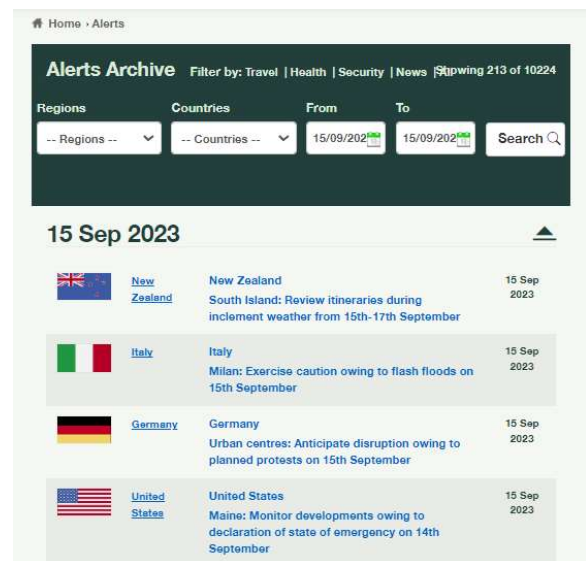 Home › Alerts
Alerts Archive Filter by: Travel | Health | Security | News | Showing 213 of 10224
Regions Countries From To
-- Regions -- -- Countries -- 15/09/202 15/09/202 Search
15 Sep 2023
New Zealand
New Zealand
South Island: Review itineraries during
inclement weather from 15th-17th September
15 Sep
2023
Italy
Italy
Milan: Exercise caution owing to flash floods on
15th September
15 Sep
2023
Germany
Germany
Urban centres: Anticipate disruption owing to
planned protests on 15th September
15 Sep
2023
United
States
United States
Maine: Monitor developments owing to
declaration of state of emergency on 14th
September
15 Sep
2023